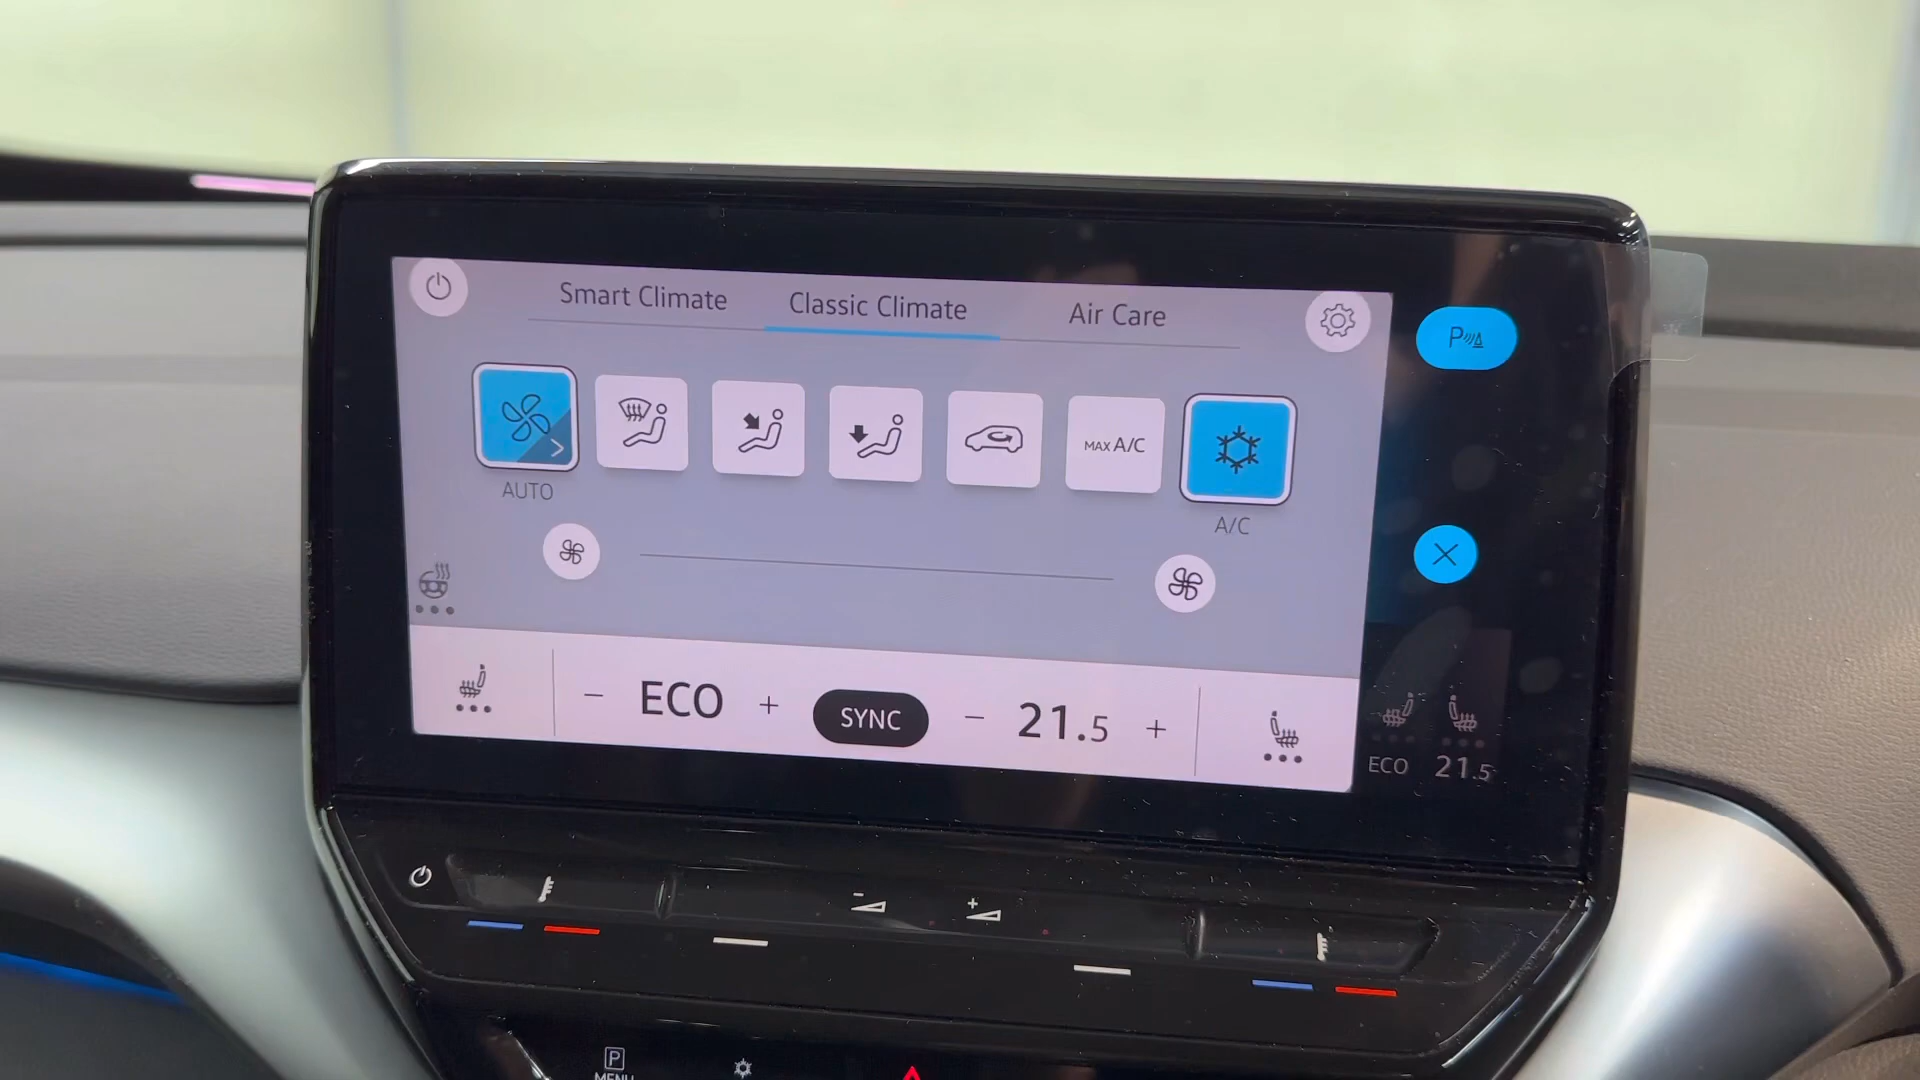 Smart Climate
Classic Climate
Air Care
P
MAX A/C
AUTO
A/C
ECO
SYNC
21.5
ECO
21.5
P
MENU